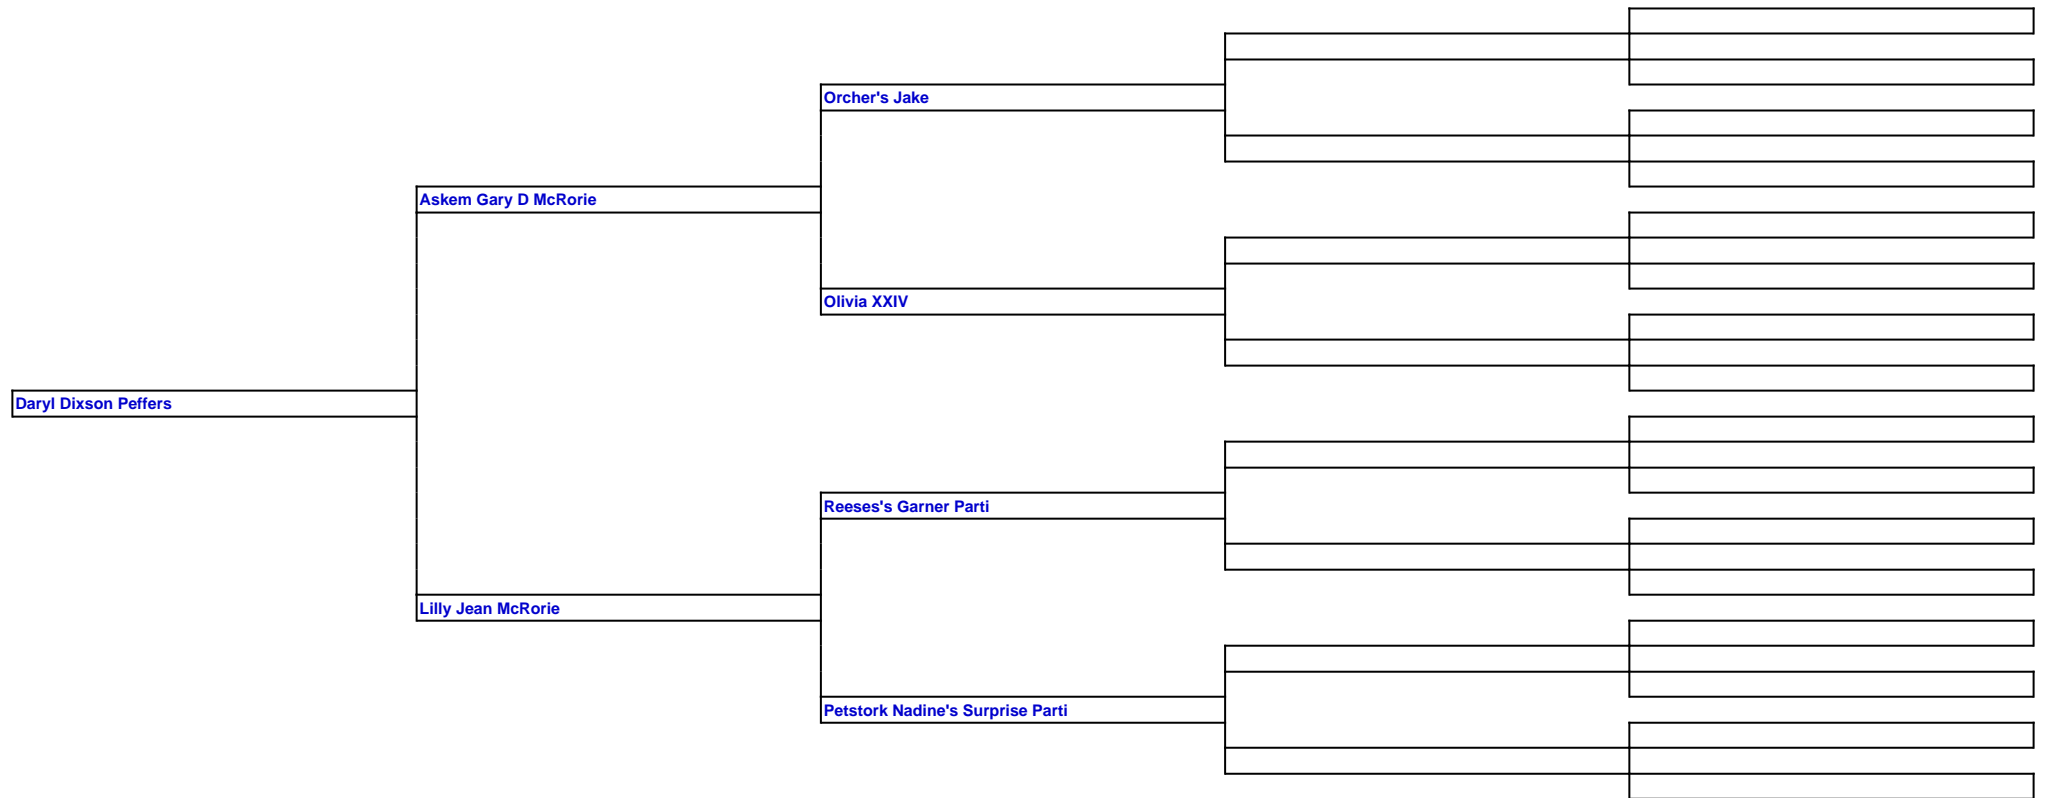 Orcher's Jake
Askem Gary D McRorie
Olivia XXIV
Daryl Dixson Peffers
Reeses's Garner Parti
Lilly Jean McRorie
Petstork Nadine's Surprise Parti